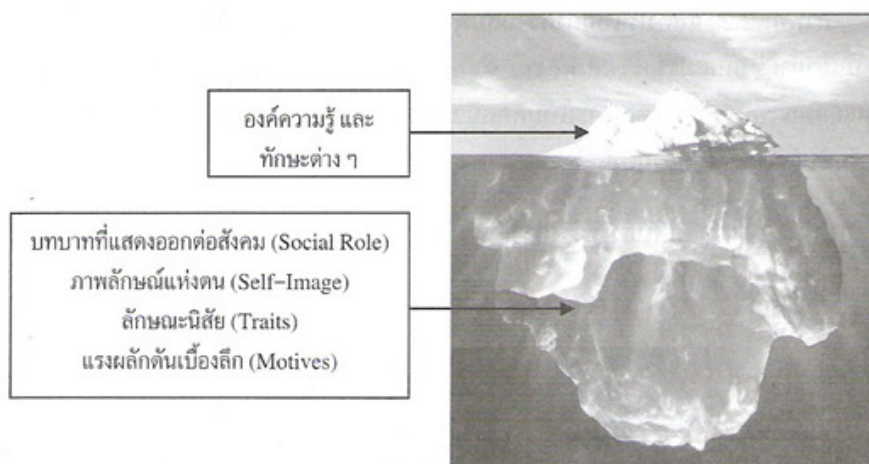 องค์ความรู้ และ
ทักษะต่าง ๆ
บทบาทที่แสดงออกต่อสังคม (Social Role)
ภาพลักษณ์แห่งตน (Self-Image)
ลักษณะนิสัย (Traits)
แรงผลักดันเบื้องลึก (Motives)